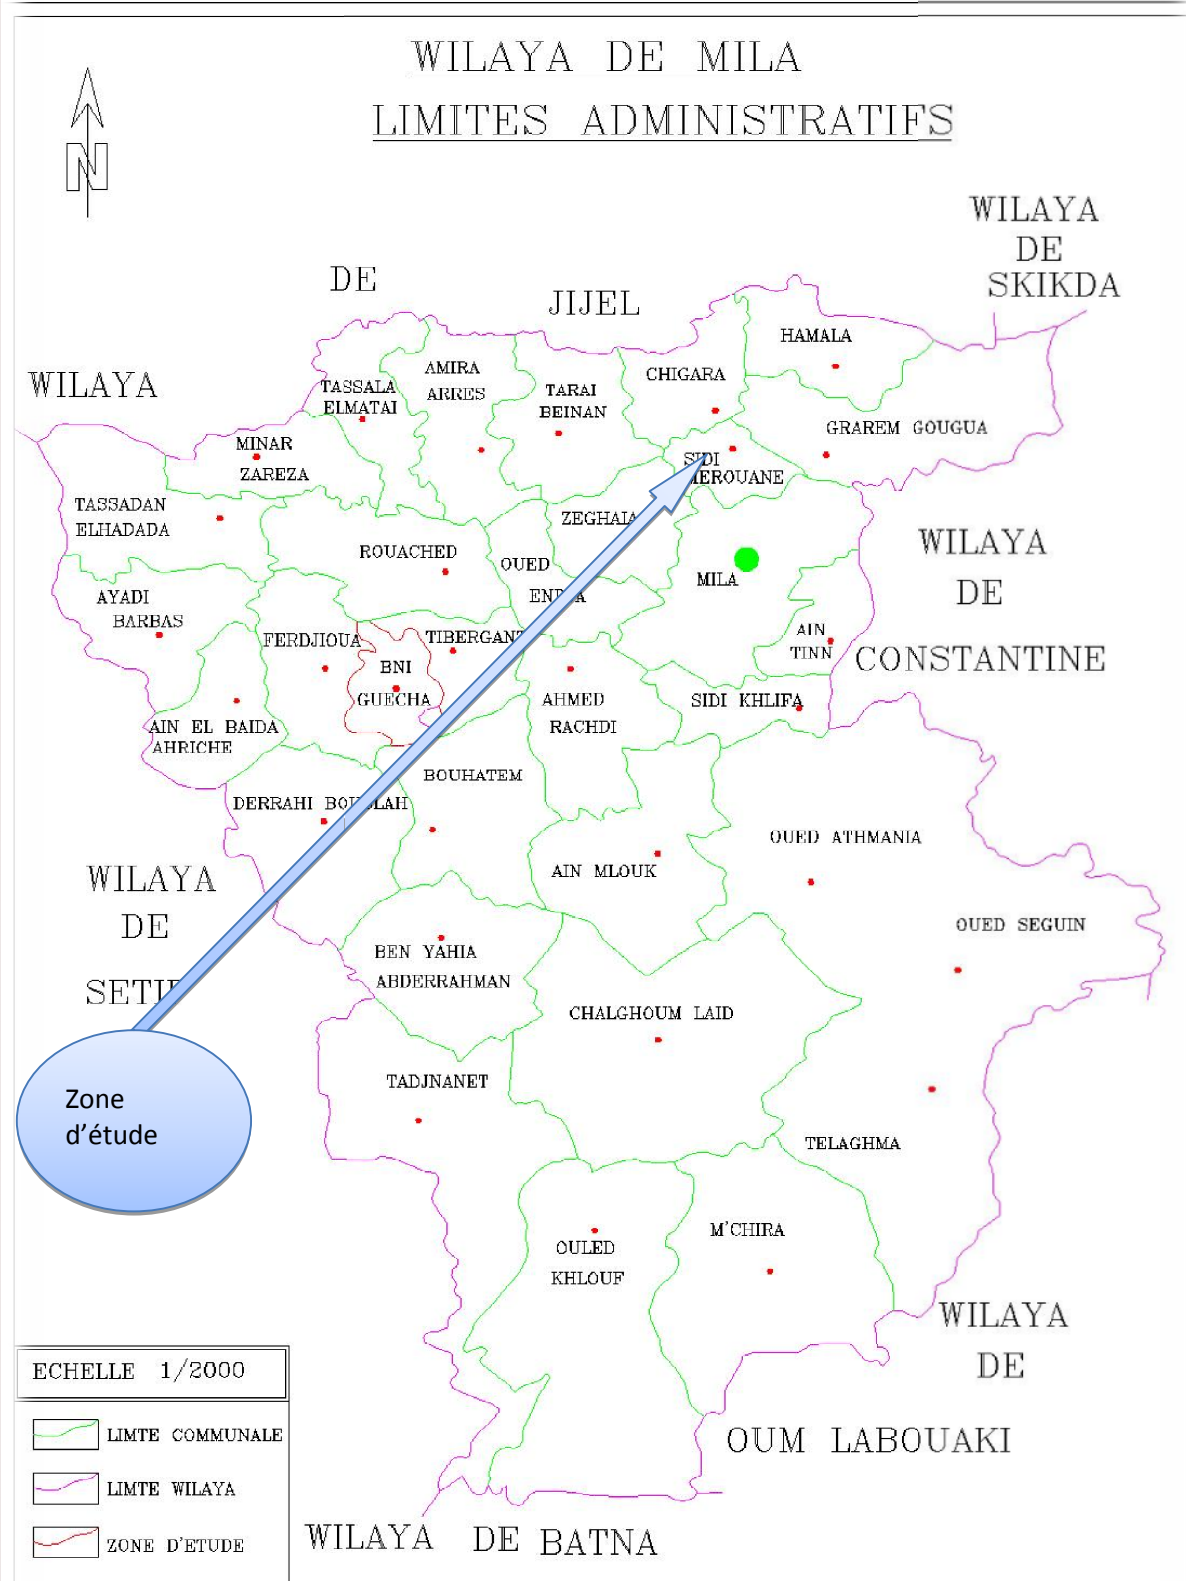 WILAYA DE MILA
LIMITES ADMINISTRATIFS
N
WILAYA
DE
SKIKDA
DE
JIJEL
WILAYA
HAMALA
AMIRA
ARRES
CHIGARA
TASSALA
ELMATAI
TARAI
BEINAN
GRAREM GOUGUA
MINAR
ZAREZA
SIDI
MEROUANE
TASSADAN
ELHADADA
ZEGHAIA
WILAYA
DE
CONSTANTINE
ROUACHED
OUED
MILA
AYADI
BARBAS
FERDJIOUA
TIBERGANT
AIN
TINN
BNI
GUECHA
AHMED
RACHDI
SIDI KHLIFA
AIN EL BAIDA
AHRICHE
BOUHATEM
DERRAHI
OUED ATHMANIA
AIN MLOUK
WILAYA
DE
SETIF
OUED SEGUIN
BEN YAHIA
ABDERRAHMAN
CHALGHOUM LAID
Zone
d’étude
TADJNANET
TELAGHMA
M'CHIRA
OULED
KHLOUF
WILAYA
DE
OUM LABOUAKI
ECHELLE 1/2000
LIMTE COMMUNALE
LIMTE WILAYA
ZONE D'ETUDE
WILAYA DE BATNA